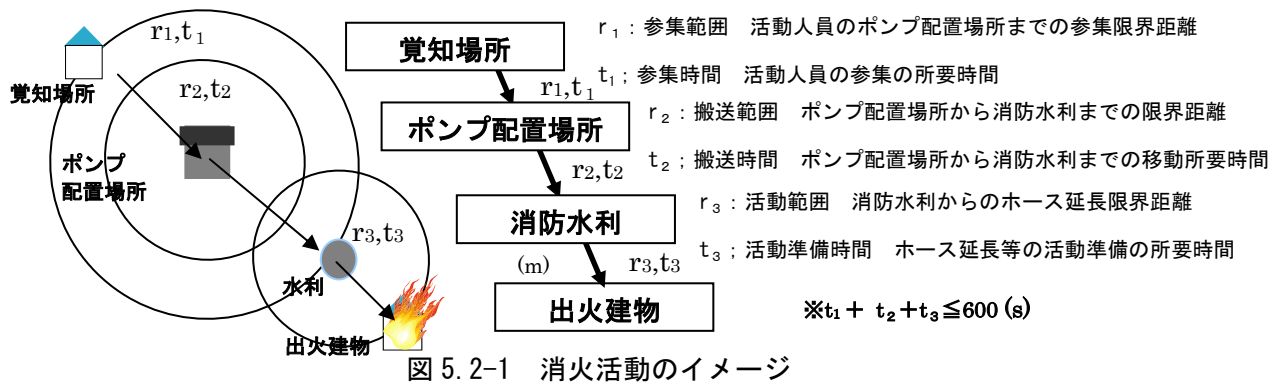 r1,t1
覚知場所
r2,t2
ポンプ
配置場所
r3,t3
水利
出火建物
覚知場所
r1,t1
ポンプ配置場所
r2,t2
消防水利
(m)
r3,t3
出火建物
r₁：参集範囲　活動人員のポンプ配置場所までの参集限界距離
t₁；参集時間　活動人員の参集の所要時間
r₂：搬送範囲　ポンプ配置場所から消防水利までの限界距離
t₂；搬送時間　ポンプ配置場所から消防水利までの移動所要時間
r₃：活動範囲　消防水利からのホース延長限界距離
t₃；活動準備時間　ホース延長等の活動準備の所要時間
※t₁＋ t₂＋t₃≦600 (s)
図 5.2-1　消火活動のイメージ